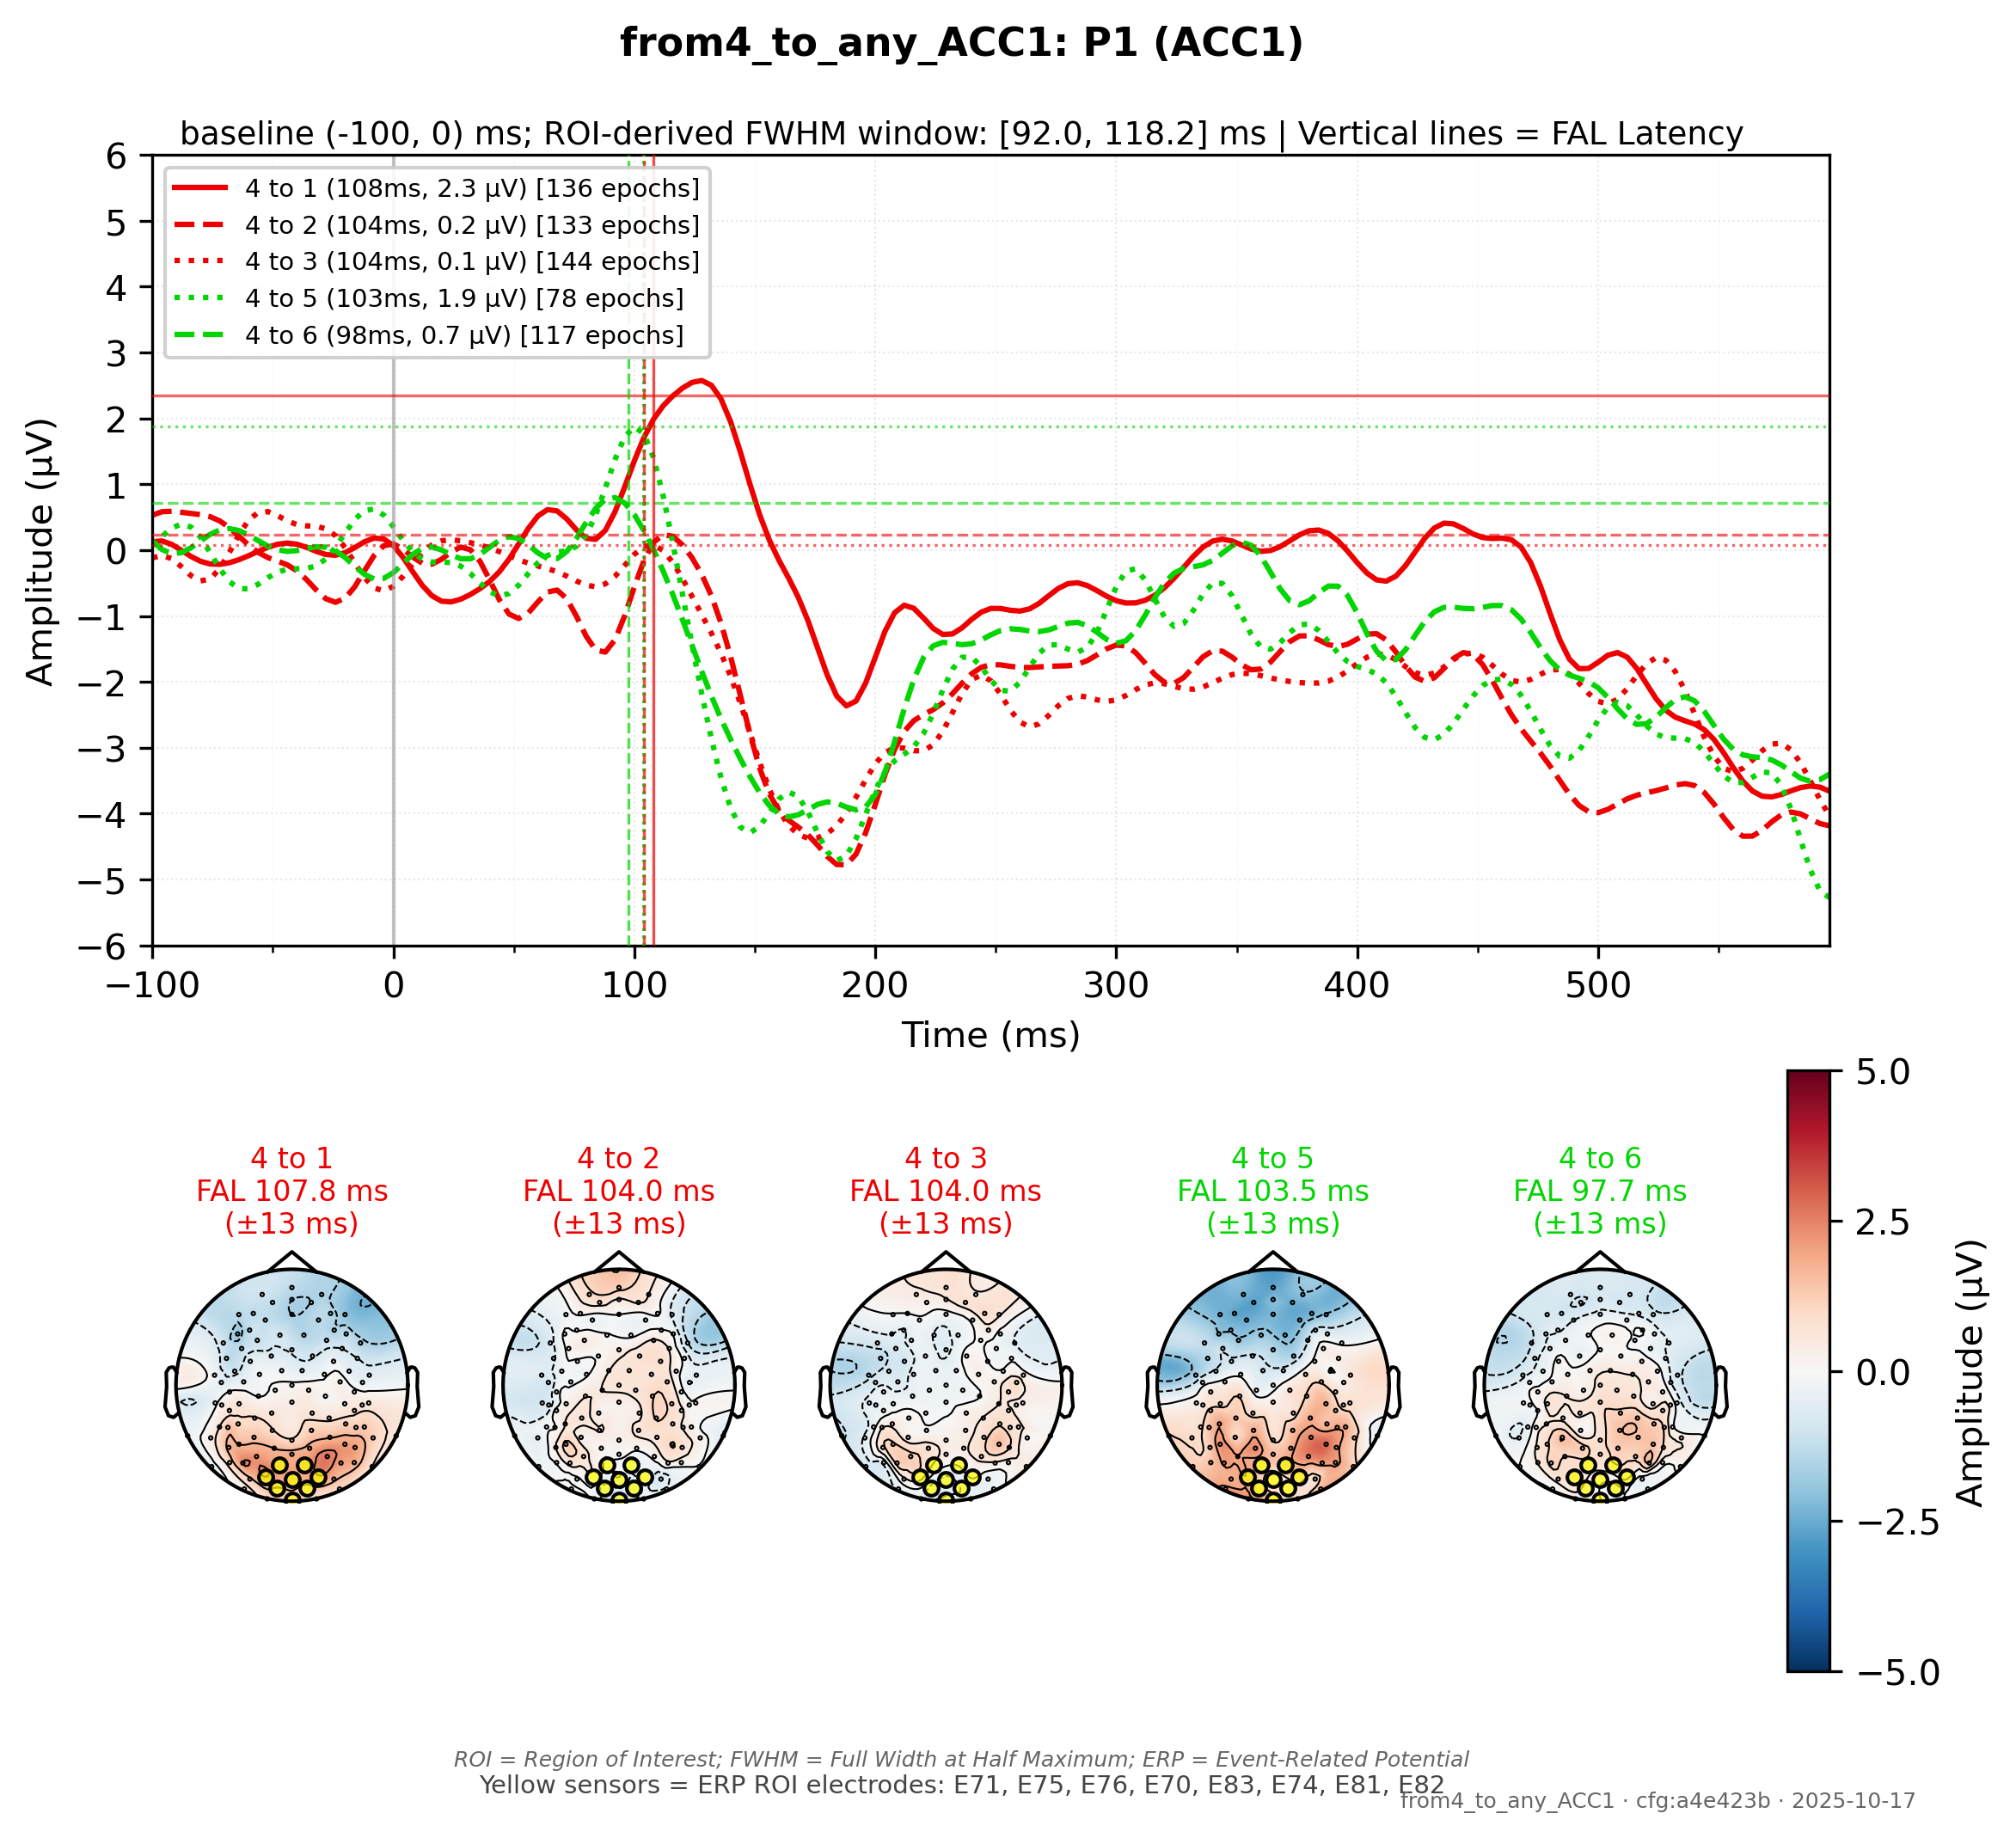 from4_to_any_ACC1: P1 (ACC1)
baseline (-100, 0) ms; ROI-derived FWHM window: [92.0, 118.2] ms | Vertical lines = FAL Latency
4 to 1 (108ms, 2.3 µV) [136 epochs]
4 to 2 (104ms, 0.2 µV) [133 epochs]
4 to 3 (104ms, 0.1 µV) [144 epochs]
4 to 5 (103ms, 1.9 µV) [78 epochs]
4 to 6 (98ms, 0.7 µV) [117 epochs]
Amplitude (µV)
6
5
4
3
2
1
0
−1
−2
−3
−4
−5
−6
−100 0 100 200 300 400 500
Time (ms)
4 to 1
FAL 107.8 ms
(±13 ms)
4 to 2
FAL 104.0 ms
(±13 ms)
4 to 3
FAL 104.0 ms
(±13 ms)
4 to 5
FAL 103.5 ms
(±13 ms)
4 to 6
FAL 97.7 ms
(±13 ms)
5.0
2.5
0.0
−2.5
−5.0
Amplitude (µV)
ROI = Region of Interest; FWHM = Full Width at Half Maximum; ERP = Event-Related Potential
Yellow sensors = ERP ROI electrodes: E71, E75, E76, E70, E83, E74, E81, E82
from4_to_any_ACC1 · cfg:a4e423b · 2025-10-17